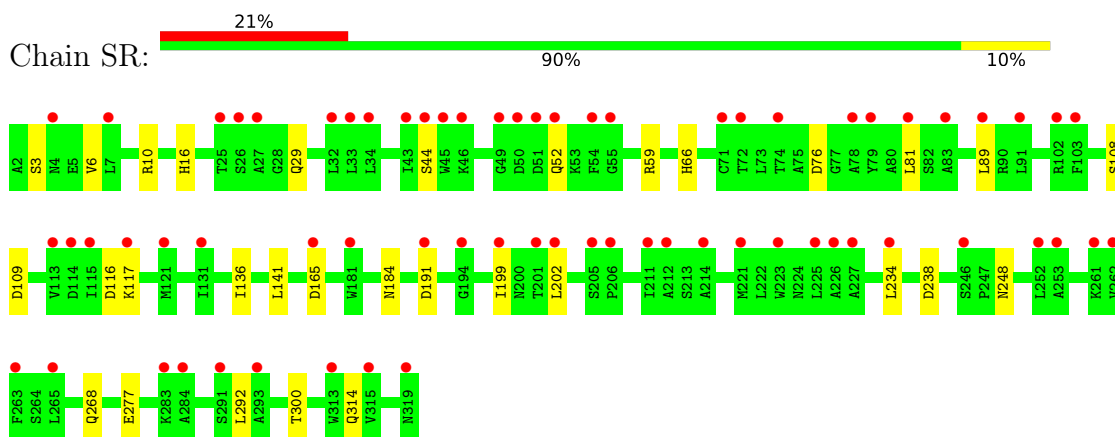 21%
Chain SR:
90% 10%
A2 S3 N4 E5 V6 L7 R10 H16 T25 S26 A27 G28 Q29 L32 L33 L34 I43 S44 W45 K46 G49 D50 D51 Q52 K53 F54 G55 R59 H66 C71 T72 L73 T74 A75 D76 G77 A78 Y79 A80 L81 S82 A83 L89 R90 L91 R102 F103 S108
D109 V113 D114 I115 D116 K117 M121 I131 I136 L141 D165 W181 N184 D191 G194 I199 N200 T201 L202 S205 P206 I211 A212 S213 A214 M221 L222 W223 N224 L225 A226 A227 L234 D238 S246 P247 N248 L252 A253 K261 V262
F263 S264 L265 Q268 E277 K283 A284 S291 L292 A293 T300 W313 Q314 V315 N319